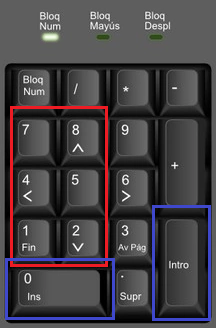 Bloq
Num
Bloq
Mayús
Bloq
Despl
Bloq
Num
/
*
-
7
8
9
+
4
5
6
1
Fin
2
3
Av Pág
Intro
0
Ins
.
Supr